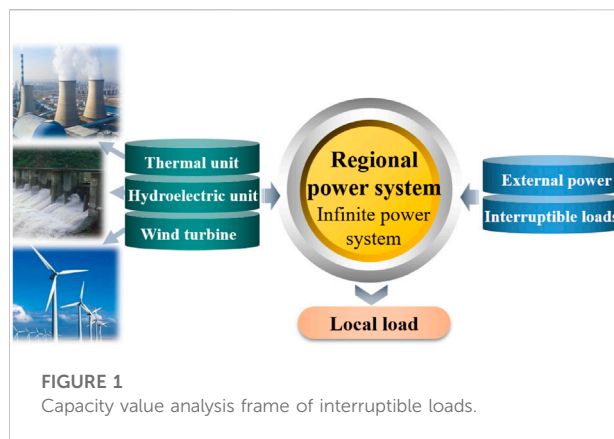 Thermal unit
Hydroelectric unit
Wind turbine
Regional
power system
Infinite power
system
External power
Interruptible loads
Local load
FIGURE 1
Capacity value analysis frame of interruptible loads.